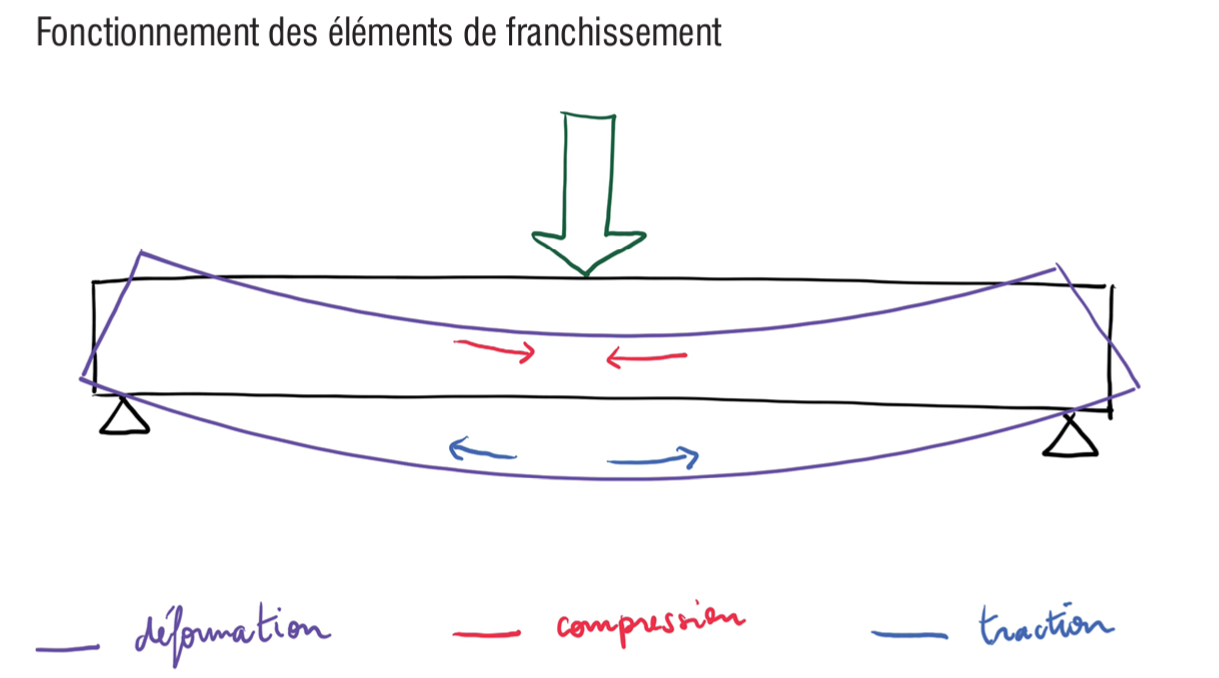 Fonctionnement des éléments de franchissement
déformation compression traction